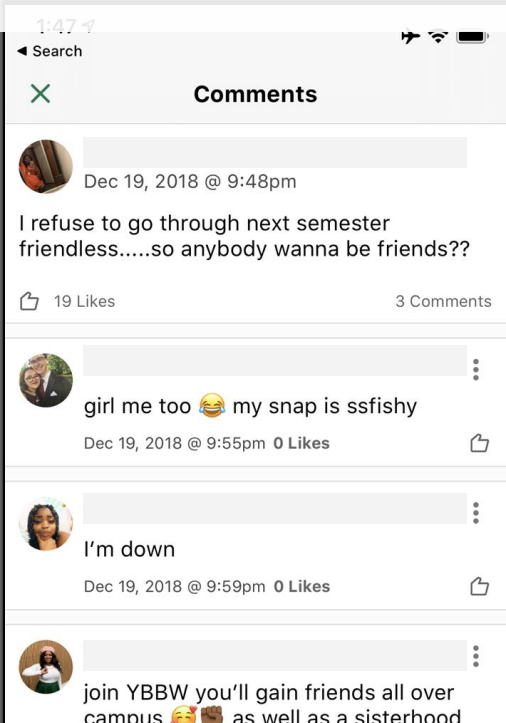 1:47
◀ Search
Comments
Dec 19, 2018 @ 9:48pm
I refuse to go through next semester
friendless.....so anybody wanna be friends??
19 Likes
3 Comments
girl me too 😂 my snap is ssfishy
Dec 19, 2018 @ 9:55pm 0 Likes
I’m down
Dec 19, 2018 @ 9:59pm 0 Likes
join YBBW you’ll gain friends all over
campus 🥰✊🏾 as well as a sisterhood